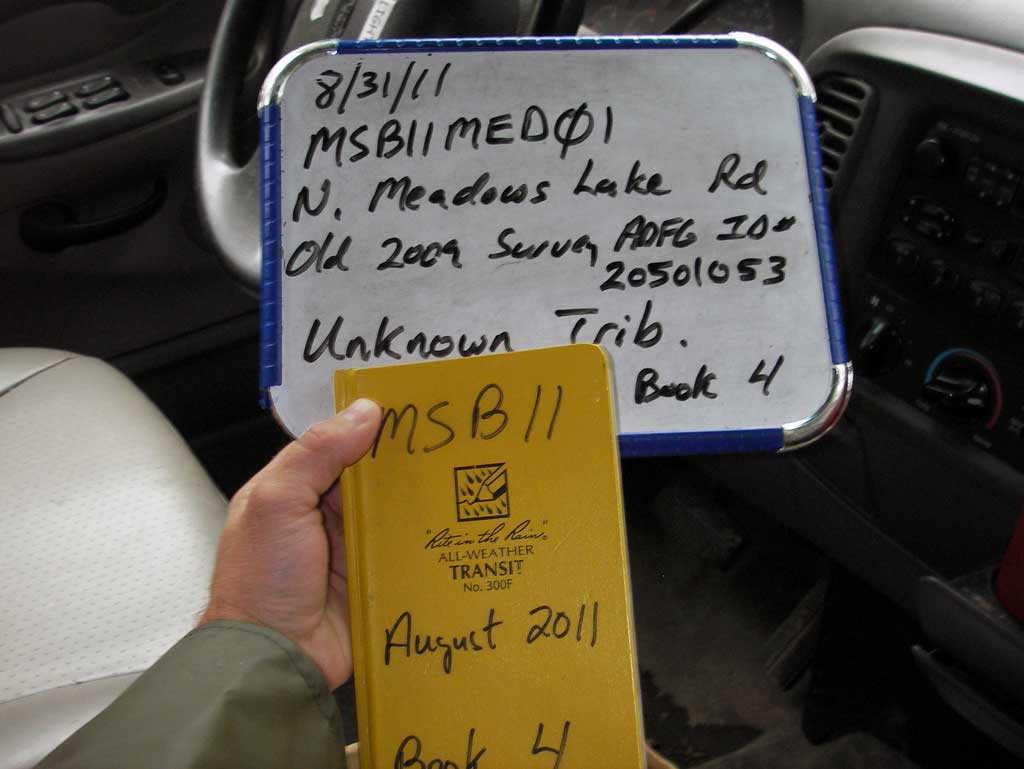 8/31/11
MSB11MEDØ1
N. Meadows Lake Rd
Old 2009 Survey ADFG ID#
20501053
Unknown Trib.
Book 4
MSB11
"Rite in the Rain"
ALL-WEATHER
TRANSIT
No. 300F
August 2011
Book 4